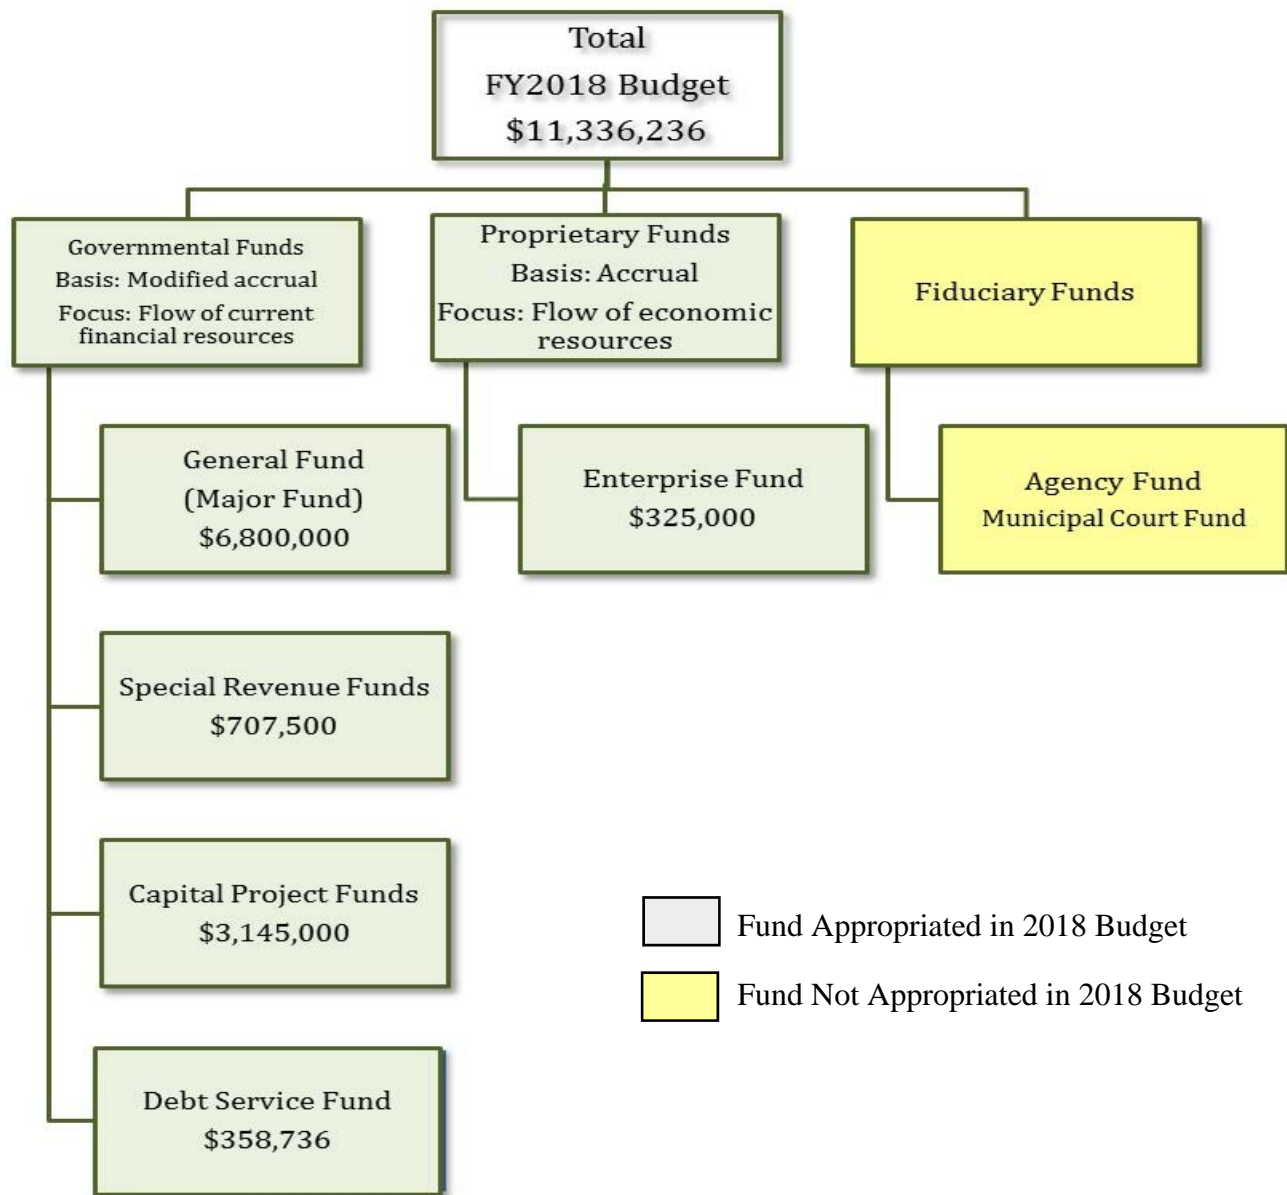 Total
FY2018 Budget
$11,336,236
Governmental Funds
Basis: Modified accrual
Focus: Flow of current
financial resources
Proprietary Funds
Basis: Accrual
Focus: Flow of economic
resources
Fiduciary Funds
General Fund
(Major Fund)
$6,800,000
Enterprise Fund
$325,000
Agency Fund
Municipal Court Fund
Special Revenue Funds
$707,500
Capital Project Funds
$3,145,000
Fund Appropriated in 2018 Budget
Fund Not Appropriated in 2018 Budget
Debt Service Fund
$358,736